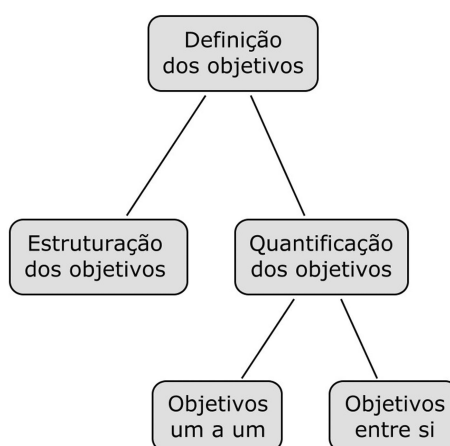 Definição
dos objetivos
Estruturação
dos objetivos
Quantificação
dos objetivos
Objetivos
um a um
Objetivos
entre si